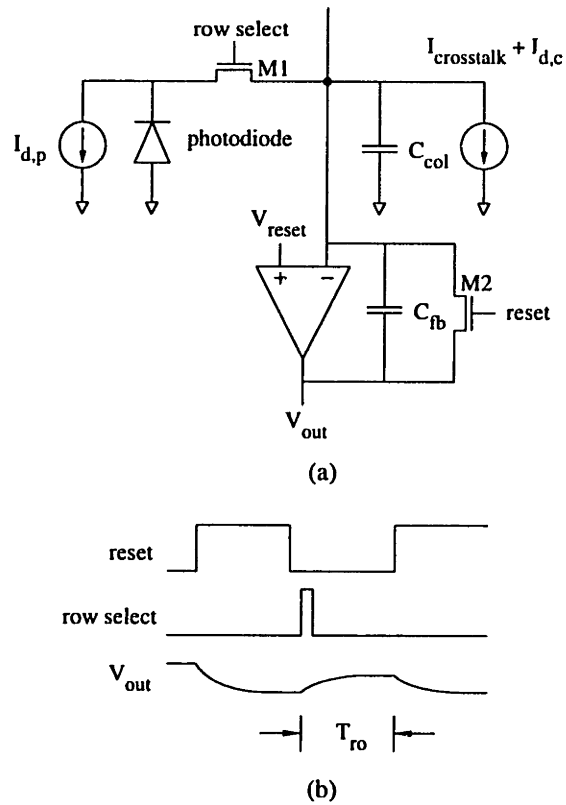 row select
M1
I_crosstalk + I_d,c
I_d,p
photodiode
C_col
V_reset
+ −
M2
C_fb
reset
V_out
(a)
reset
row select
V_out
T_ro
(b)